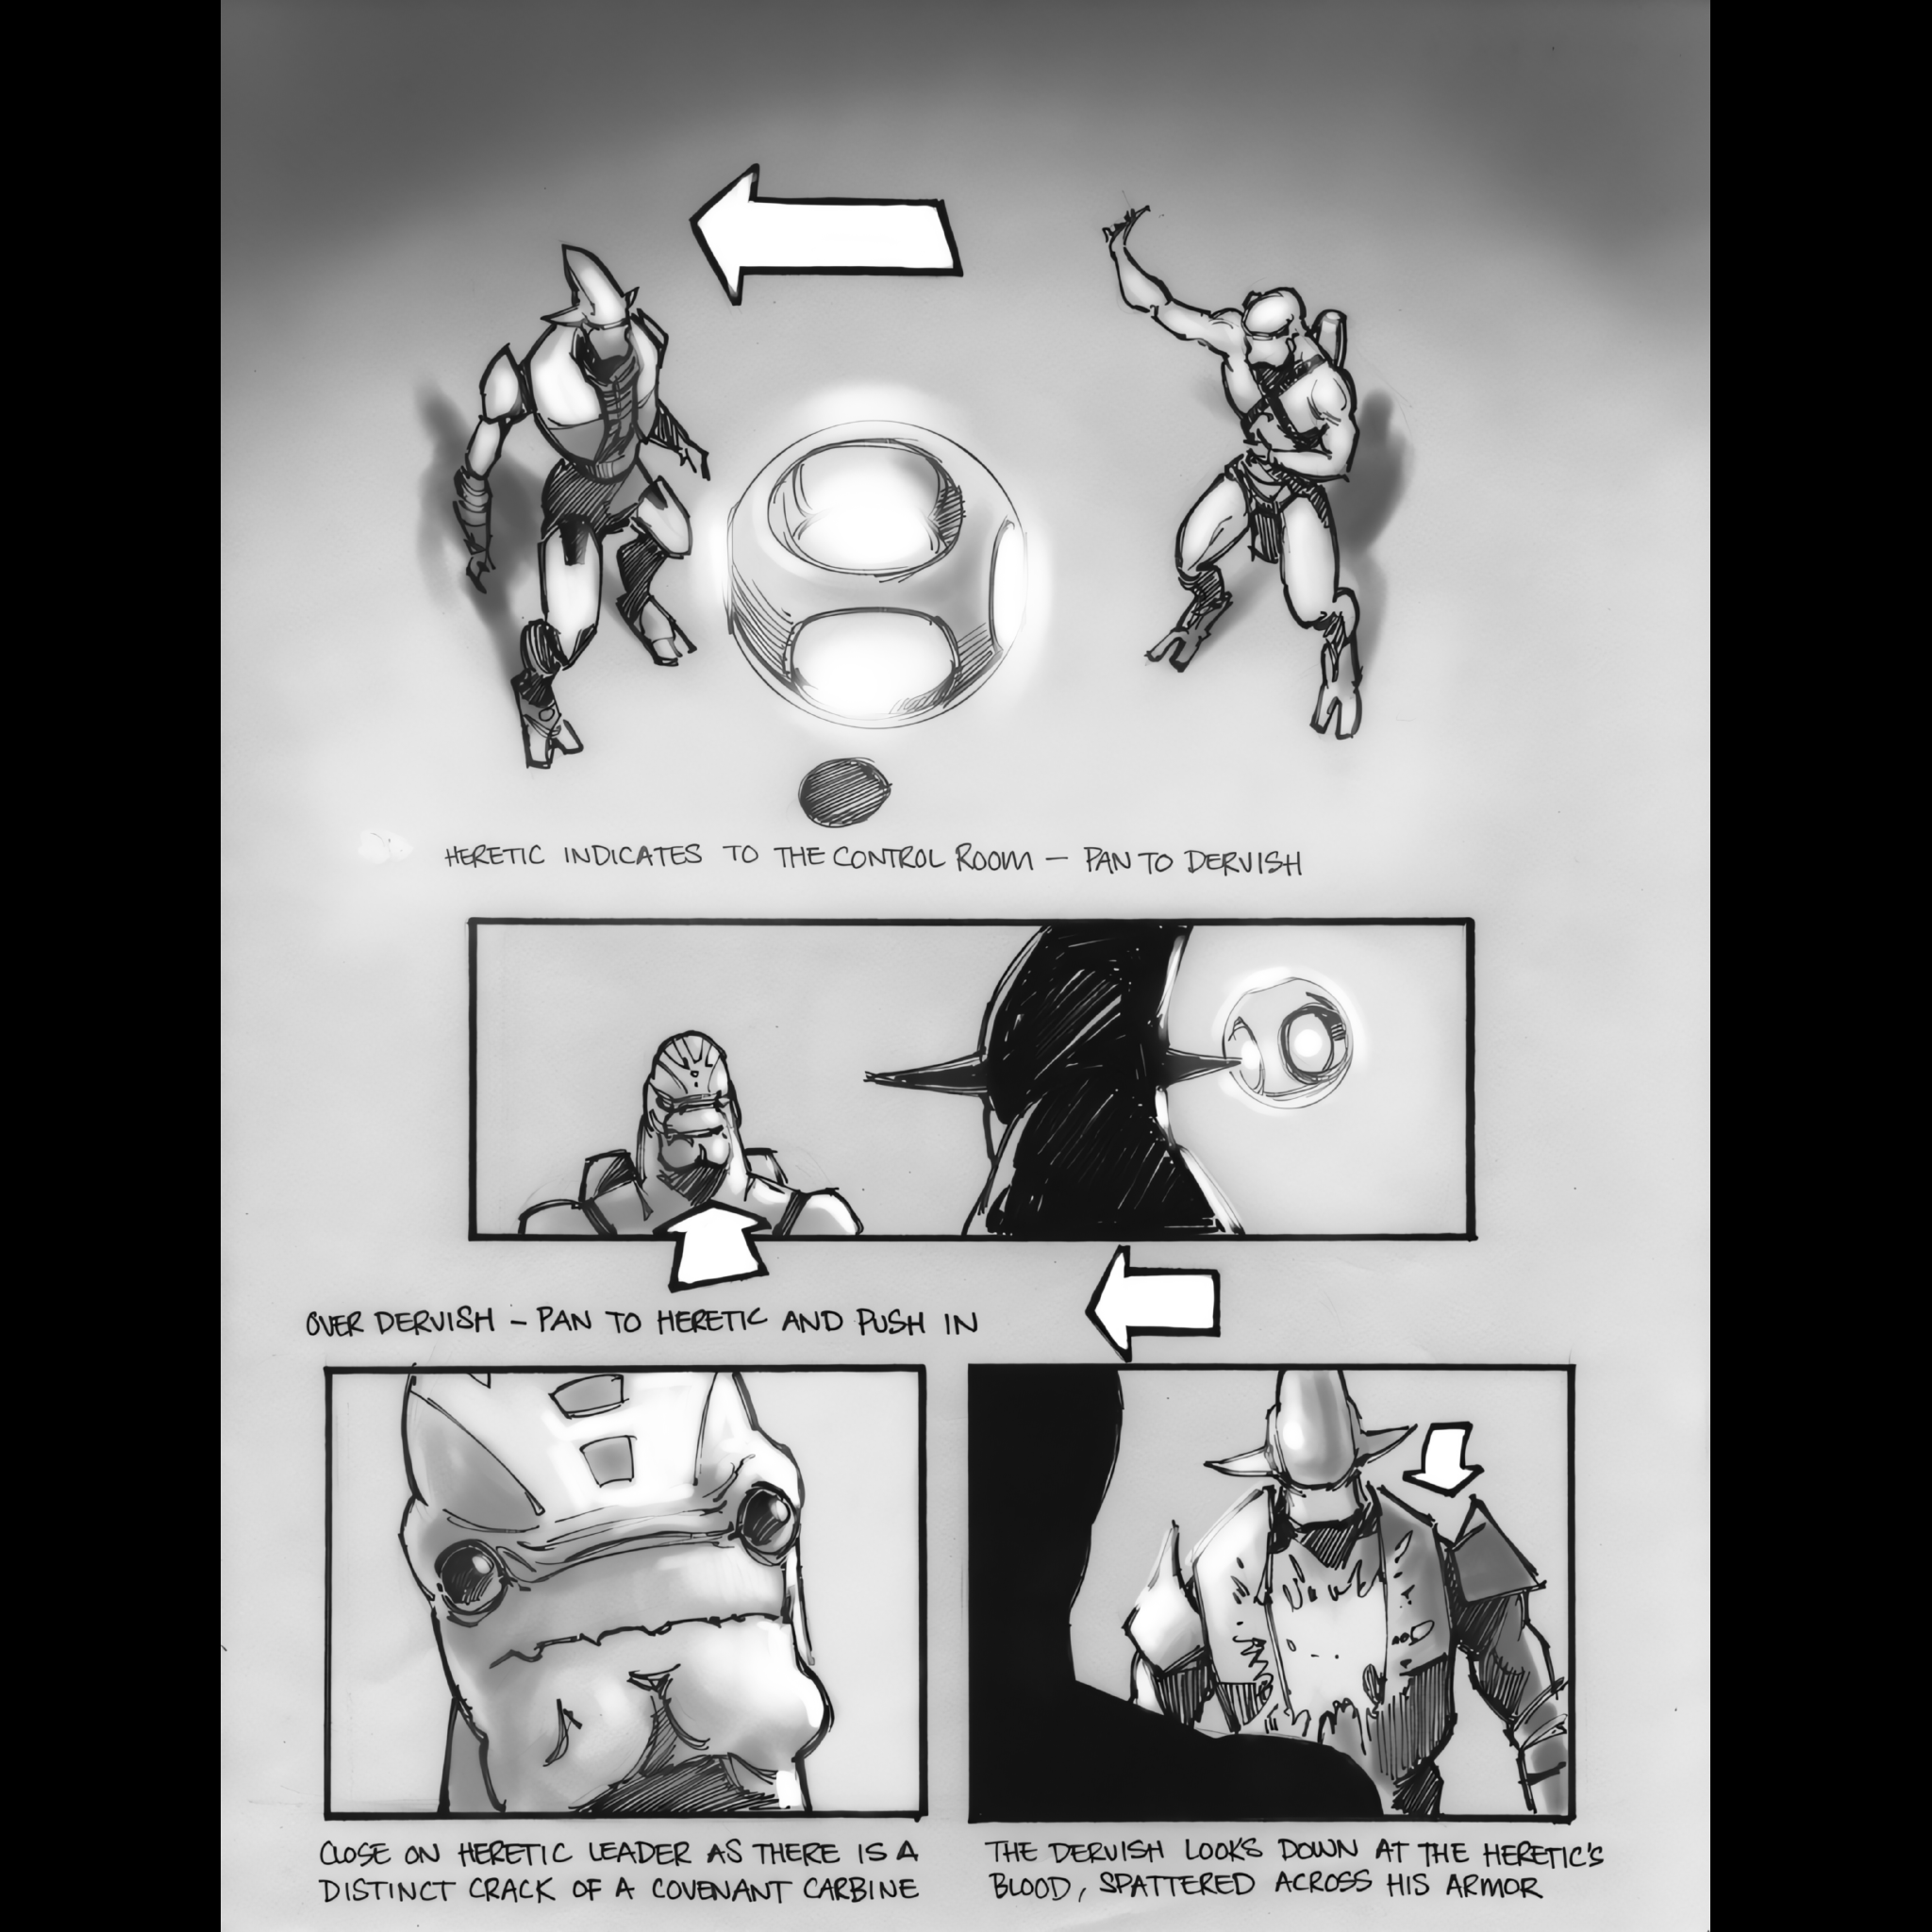 HERETIC INDICATES TO THE CONTROL ROOM – PAN TO DERVISH
OVER DERVISH – PAN TO HERETIC AND PUSH IN
CLOSE ON HERETIC LEADER AS THERE IS A
DISTINCT CRACK OF A COVENANT CARBINE
THE DERVISH LOOKS DOWN AT THE HERETIC'S
BLOOD, SPATTERED ACROSS HIS ARMOR